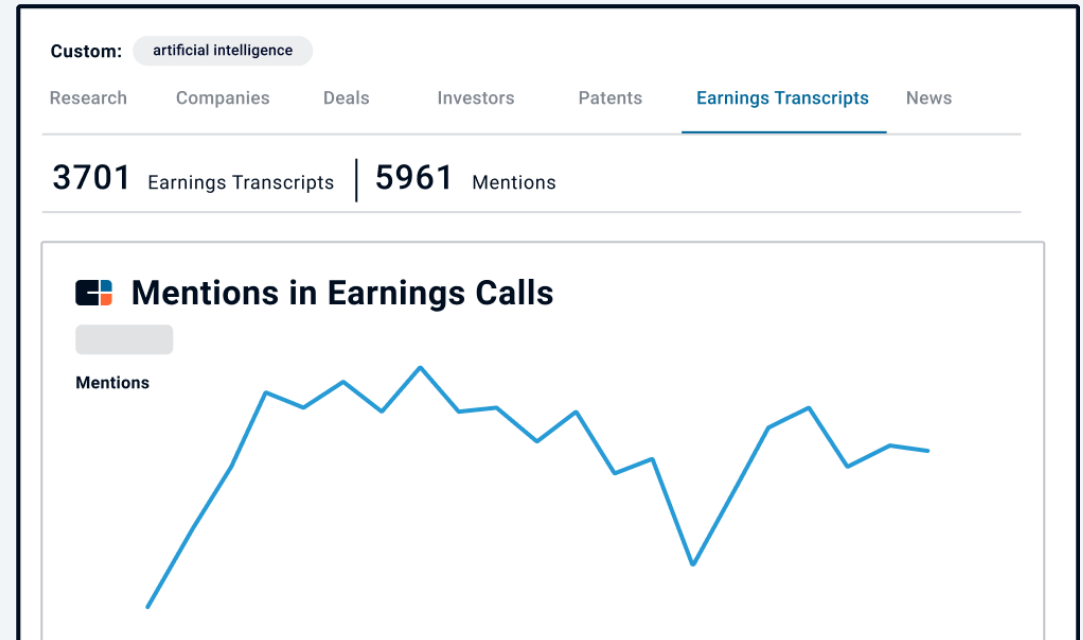 Custom: artificial intelligence
Research Companies Deals Investors Patents Earnings Transcripts News
3701 Earnings Transcripts 5961 Mentions
Mentions in Earnings Calls
Mentions